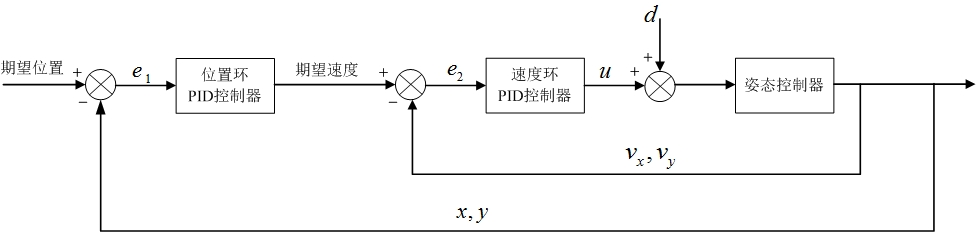 d
期望位置
+
−
e1
位置环
PID控制器
期望速度
+
−
e2
速度环
PID控制器
u
+
+
姿态控制器
vx, vy
x, y